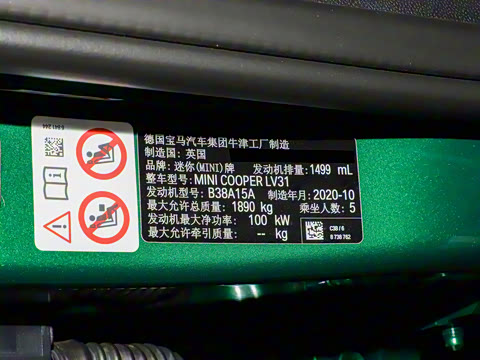 德国宝马汽车集团牛津工厂制造
制造国: 英国
品牌: 迷你(MINI)牌 发动机排量: 1499 mL
整车型号: MINI COOPER LV31
发动机型号: B38A15A 制造年月: 2020-10
最大允许总质量: 1890 kg 乘坐人数: 5
发动机最大净功率: 100 kW
最大允许牵引质量: -- kg
C3B / 6